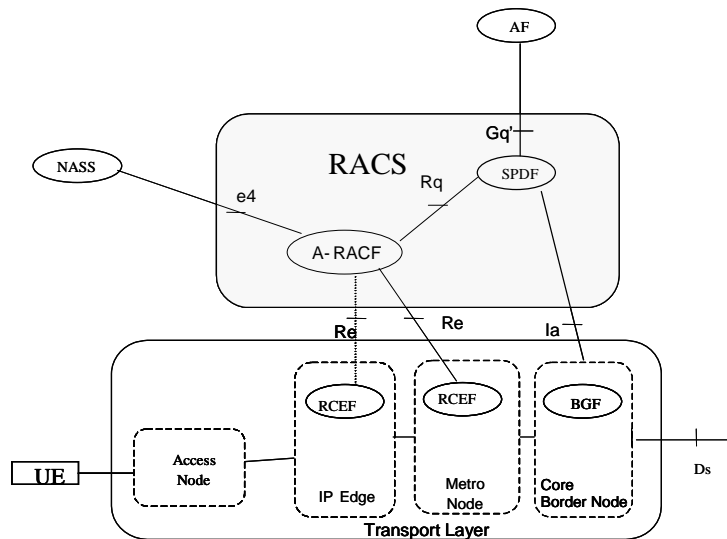 AF
Gq'
RACS
NASS
Rq
SPDF
e4
A- RACF
Re
Re
Ia
RCEF
RCEF
BGF
Access
Node
UE
Ds
IP Edge
Metro
Node
Core
Border Node
Transport Layer